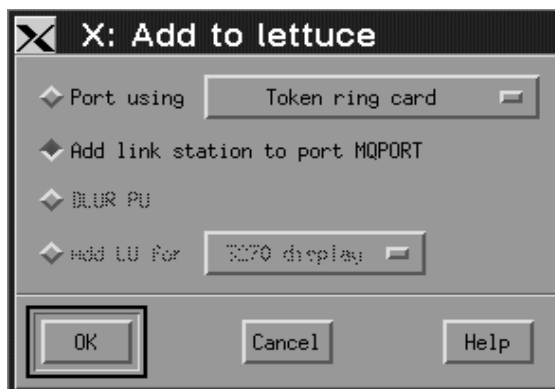 X: Add to lettuce
Port using Token ring card
Add link station to port MQPORT
DLUR PU
Add LU for 3270 display
OK Cancel Help